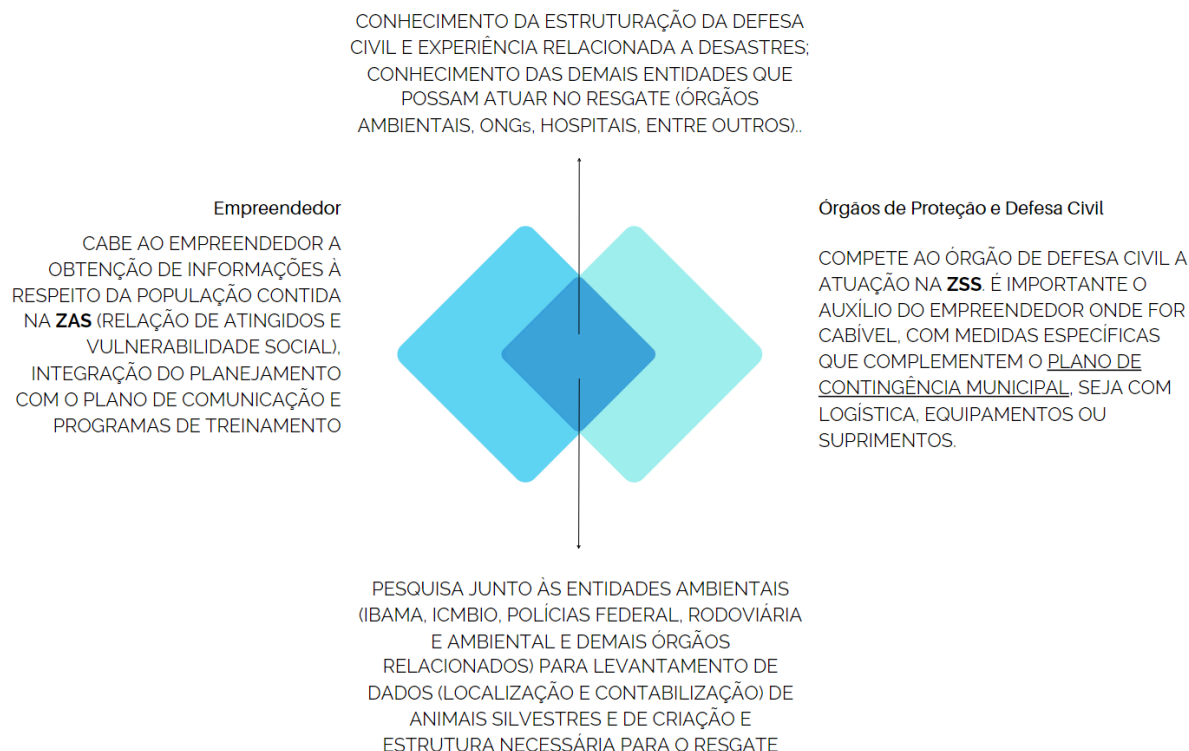 CONHECIMENTO DA ESTRUTURAÇÃO DA DEFESA
CIVIL E EXPERIÊNCIA RELACIONADA A DESASTRES;
CONHECIMENTO DAS DEMAIS ENTIDADES QUE
POSSAM ATUAR NO RESGATE (ÓRGÃOS
AMBIENTAIS, ONGs, HOSPITAIS, ENTRE OUTROS)..
Empreendedor
CABE AO EMPREENDEDOR A
OBTENÇÃO DE INFORMAÇÕES À
RESPEITO DA POPULAÇÃO CONTIDA
NA ZAS (RELAÇÃO DE ATINGIDOS E
VULNERABILIDADE SOCIAL),
INTEGRAÇÃO DO PLANEJAMENTO
COM O PLANO DE COMUNICAÇÃO E
PROGRAMAS DE TREINAMENTO
Órgãos de Proteção e Defesa Civil
COMPETE AO ÓRGÃO DE DEFESA CIVIL A
ATUAÇÃO NA ZSS. É IMPORTANTE O
AUXÍLIO DO EMPREENDEDOR ONDE FOR
CABÍVEL, COM MEDIDAS ESPECÍFICAS
QUE COMPLEMENTEM O PLANO DE
CONTINGÊNCIA MUNICIPAL, SEJA COM
LOGÍSTICA, EQUIPAMENTOS OU
SUPRIMENTOS.
PESQUISA JUNTO ÀS ENTIDADES AMBIENTAIS
(IBAMA, ICMBIO, POLÍCIAS FEDERAL, RODOVIÁRIA
E AMBIENTAL E DEMAIS ÓRGÃOS
RELACIONADOS) PARA LEVANTAMENTO DE
DADOS (LOCALIZAÇÃO E CONTABILIZAÇÃO) DE
ANIMAIS SILVESTRES E DE CRIAÇÃO E
ESTRUTURA NECESSÁRIA PARA O RESGATE